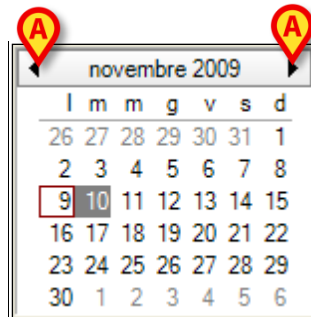 A A
novembre 2009
l m m g v s d
26 27 28 29 30 31 1
2 3 4 5 6 7 8
9 10 11 12 13 14 15
16 17 18 19 20 21 22
23 24 25 26 27 28 29
30 1 2 3 4 5 6